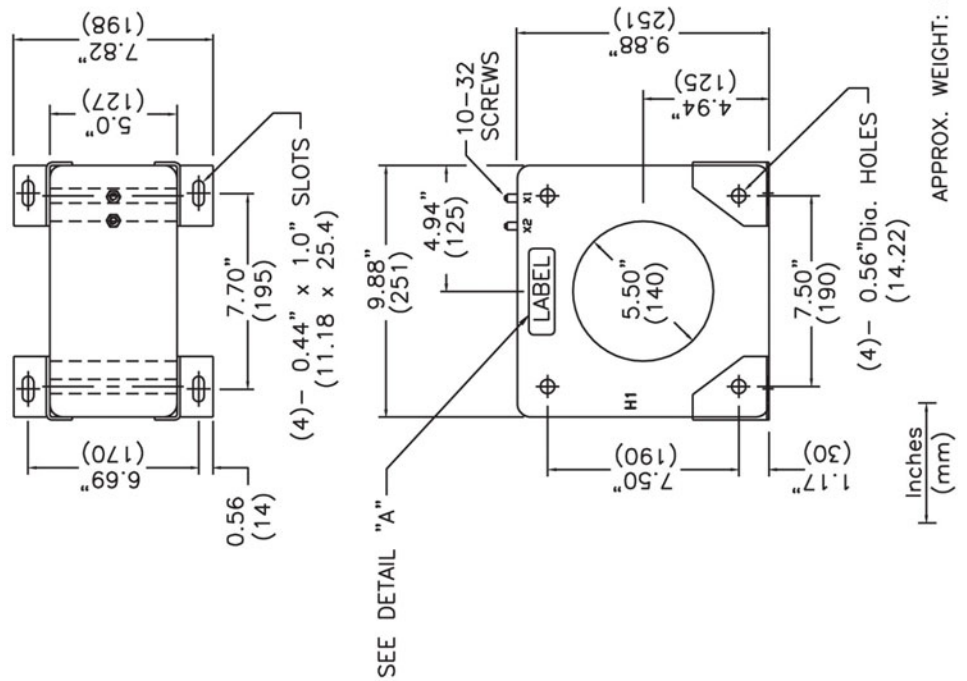 7.82"
(198)
5.0"
(127)
6.69"
(170)
0.56
(14)
7.70"
(195)
(4)- 0.44" x 1.0" SLOTS
(11.18 x 25.4)
SEE DETAIL "A"
9.88"
(251)
4.94"
(125)
10-32
SCREWS
X1
X2
LABEL
H1
5.50"
(140)
9.88"
(251)
4.94"
(125)
7.50"
(190)
1.17"
(30)
7.50"
(190)
(4)- 0.56"Dia. HOLES
(14.22)
Inches
(mm)
APPROX. WEIGHT: